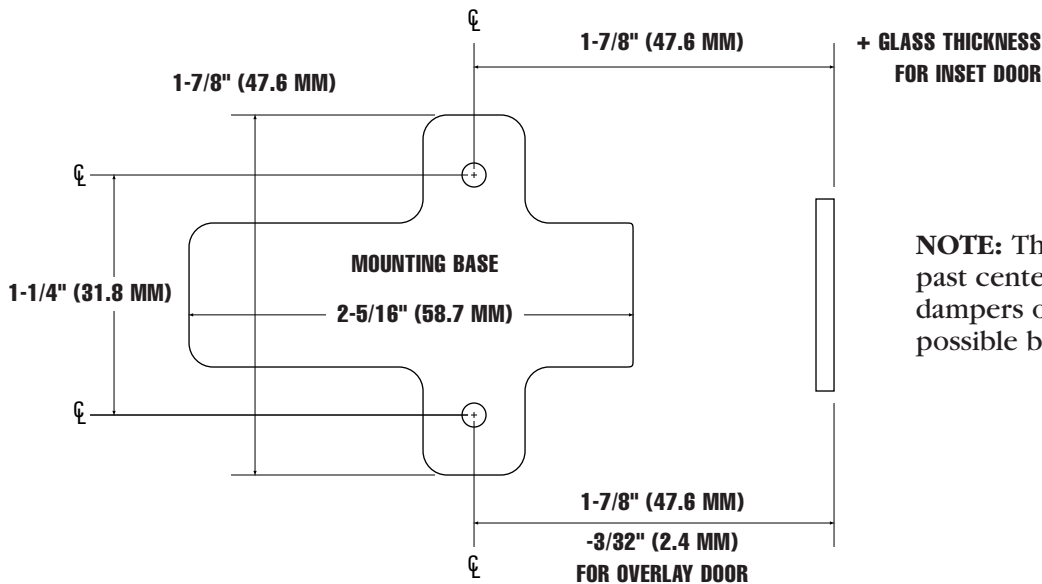 ℄
1-7/8" (47.6 MM)
+ GLASS THICKNESS
FOR INSET DOOR
1-7/8" (47.6 MM)
℄
MOUNTING BASE
1-1/4" (31.8 MM)
2-5/16" (58.7 MM)
℄
1-7/8" (47.6 MM)
-3/32" (2.4 MM)
FOR OVERLAY DOOR
℄
NOTE: Th
past cente
dampers o
possible b